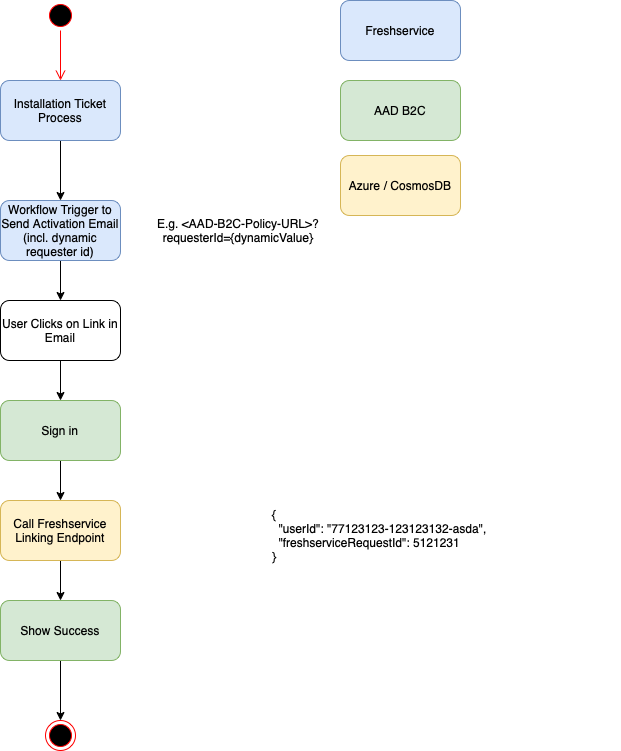 Freshservice
Installation Ticket
Process
AAD B2C
Azure / CosmosDB
Workflow Trigger to
Send Activation Email
(incl. dynamic
requester id)
E.g. <AAD-B2C-Policy-URL>?
requesterId={dynamicValue}
User Clicks on Link in
Email
Sign in
Call Freshservice
Linking Endpoint
{
"userId": "77123123-123123132-asda",
"freshserviceRequestId": 5121231
}
Show Success